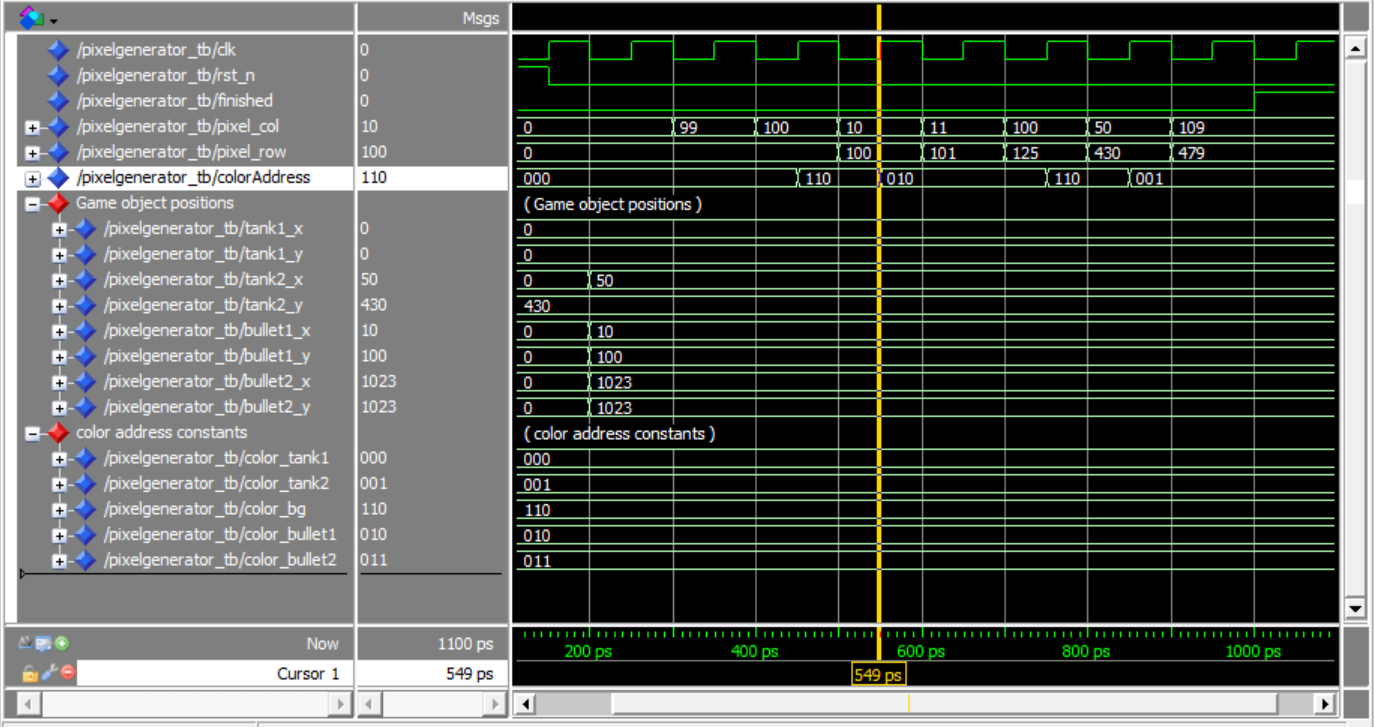 Msgs
/pixelgenerator_tb/clk 0
/pixelgenerator_tb/rst_n 0
/pixelgenerator_tb/finished 0
/pixelgenerator_tb/pixel_col 10 0 99 100 10 11 100 50 109
/pixelgenerator_tb/pixel_row 100 0 100 101 125 430 479
/pixelgenerator_tb/colorAddress 110 000 110 010 110 001
Game object positions ( Game object positions )
/pixelgenerator_tb/tank1_x 0 0
/pixelgenerator_tb/tank1_y 0 0
/pixelgenerator_tb/tank2_x 50 0 50
/pixelgenerator_tb/tank2_y 430 430
/pixelgenerator_tb/bullet1_x 10 0 10
/pixelgenerator_tb/bullet1_y 100 0 100
/pixelgenerator_tb/bullet2_x 1023 0 1023
/pixelgenerator_tb/bullet2_y 1023 0 1023
color address constants ( color address constants )
/pixelgenerator_tb/color_tank1 000 000
/pixelgenerator_tb/color_tank2 001 001
/pixelgenerator_tb/color_bg 110 110
/pixelgenerator_tb/color_bullet1 010 010
/pixelgenerator_tb/color_bullet2 011 011
Now 1100 ps 200 ps 400 ps 600 ps 800 ps 1000 ps
Cursor 1 549 ps 549 ps